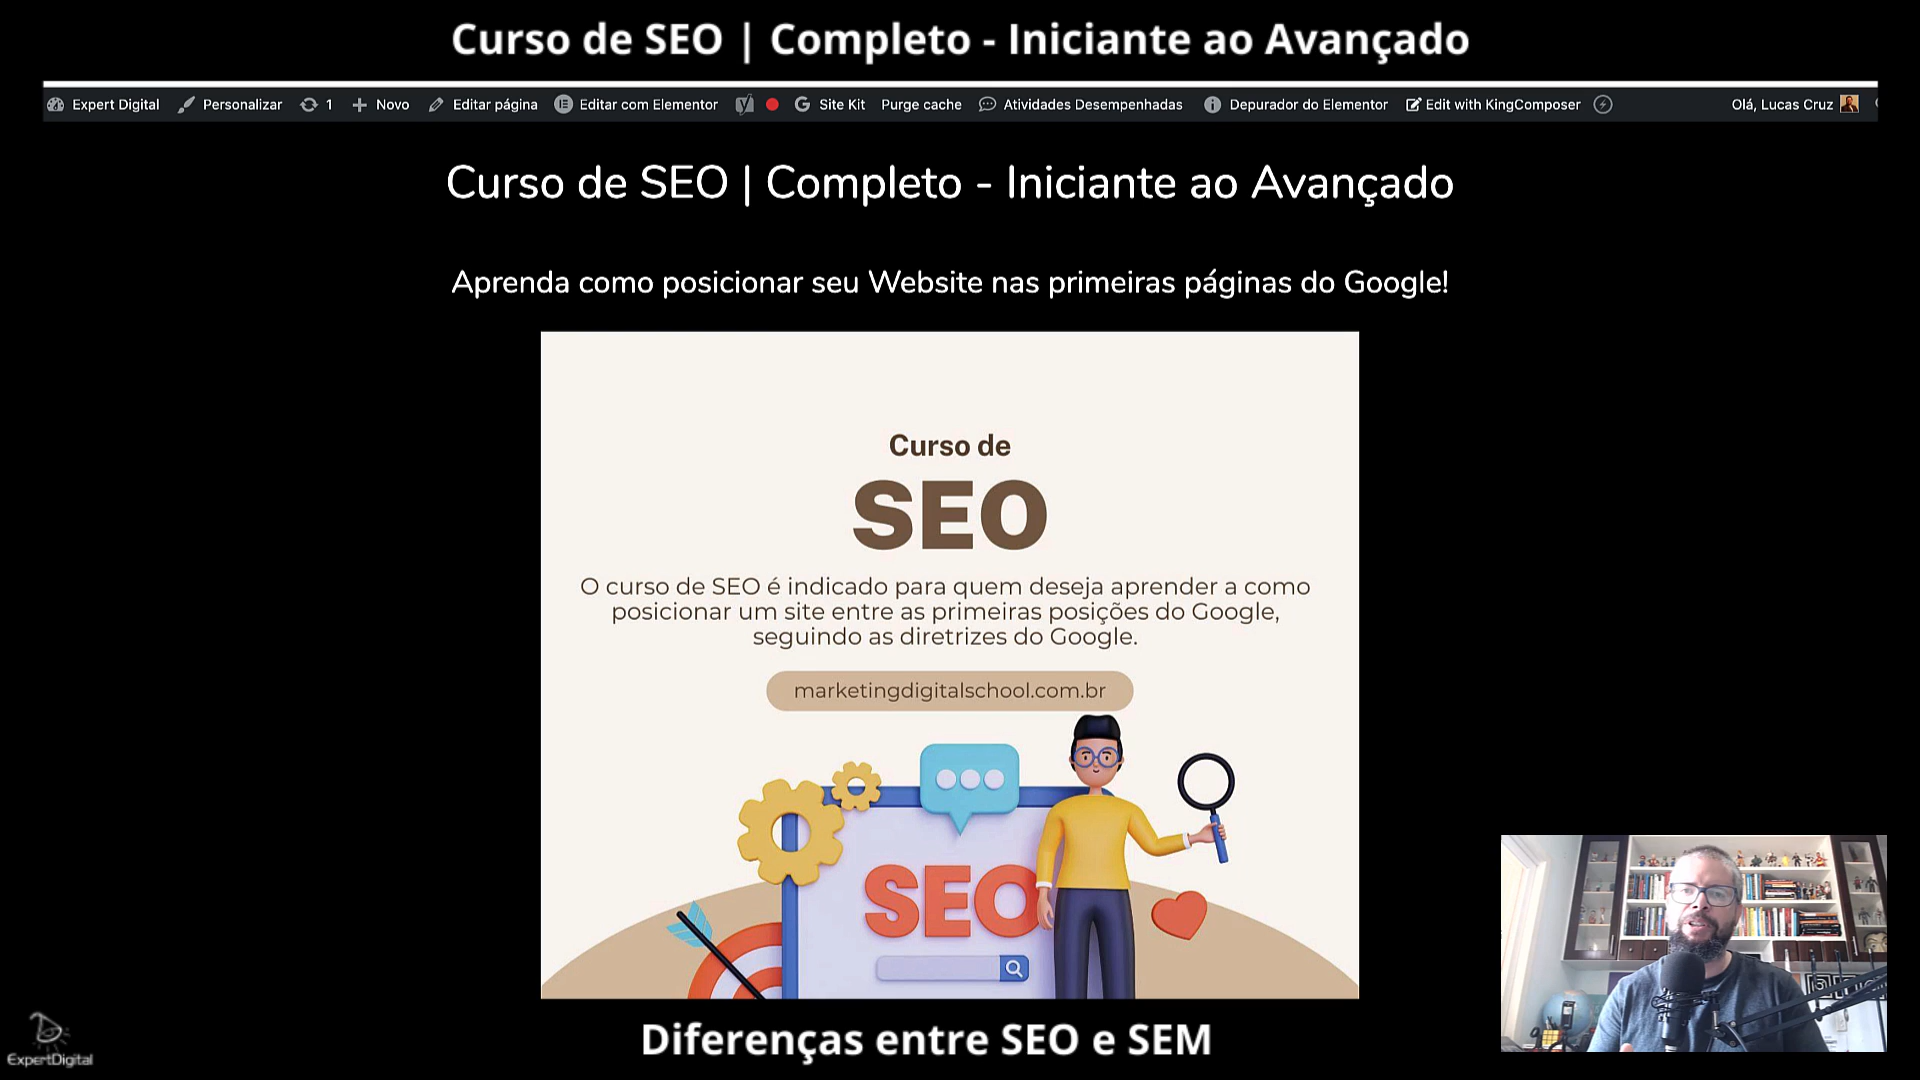 Curso de SEO | Completo - Iniciante ao Avançado
Expert Digital Personalizar 1 Novo Editar página Editar com Elementor Site Kit Purge cache Atividades Desempenhadas Depurador do Elementor Edit with KingComposer Olá, Lucas Cruz
Curso de SEO | Completo - Iniciante ao Avançado
Aprenda como posicionar seu Website nas primeiras páginas do Google!
Curso de
SEO
O curso de SEO é indicado para quem deseja aprender a como
posicionar um site entre as primeiras posições do Google,
seguindo as diretrizes do Google.
marketingdigitalschool.com.br
SEO
Diferenças entre SEO e SEM
ExpertDigital